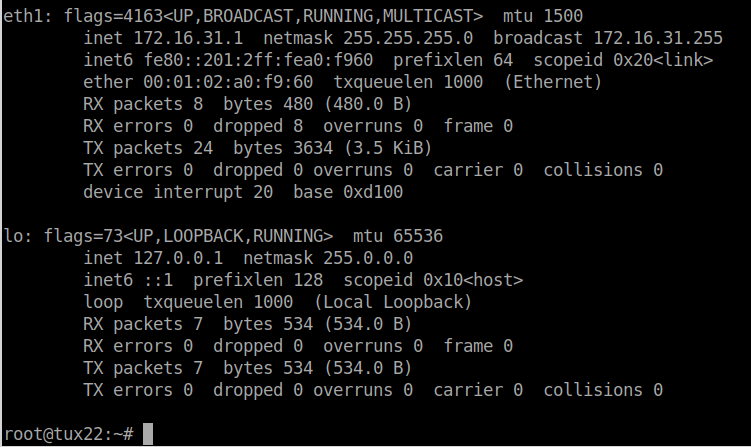 eth1: flags=4163<UP,BROADCAST,RUNNING,MULTICAST>  mtu 1500
        inet 172.16.31.1  netmask 255.255.255.0  broadcast 172.16.31.255
        inet6 fe80::201:2ff:fea0:f960  prefixlen 64  scopeid 0x20<link>
        ether 00:01:02:a0:f9:60  txqueuelen 1000  (Ethernet)
        RX packets 8  bytes 480 (480.0 B)
        RX errors 0  dropped 8  overruns 0  frame 0
        TX packets 24  bytes 3634 (3.5 KiB)
        TX errors 0  dropped 0 overruns 0  carrier 0  collisions 0
        device interrupt 20  base 0xd100

lo: flags=73<UP,LOOPBACK,RUNNING>  mtu 65536
        inet 127.0.0.1  netmask 255.0.0.0
        inet6 ::1  prefixlen 128  scopeid 0x10<host>
        loop  txqueuelen 1000  (Local Loopback)
        RX packets 7  bytes 534 (534.0 B)
        RX errors 0  dropped 0  overruns 0  frame 0
        TX packets 7  bytes 534 (534.0 B)
        TX errors 0  dropped 0 overruns 0  carrier 0  collisions 0

root@tux22:~#